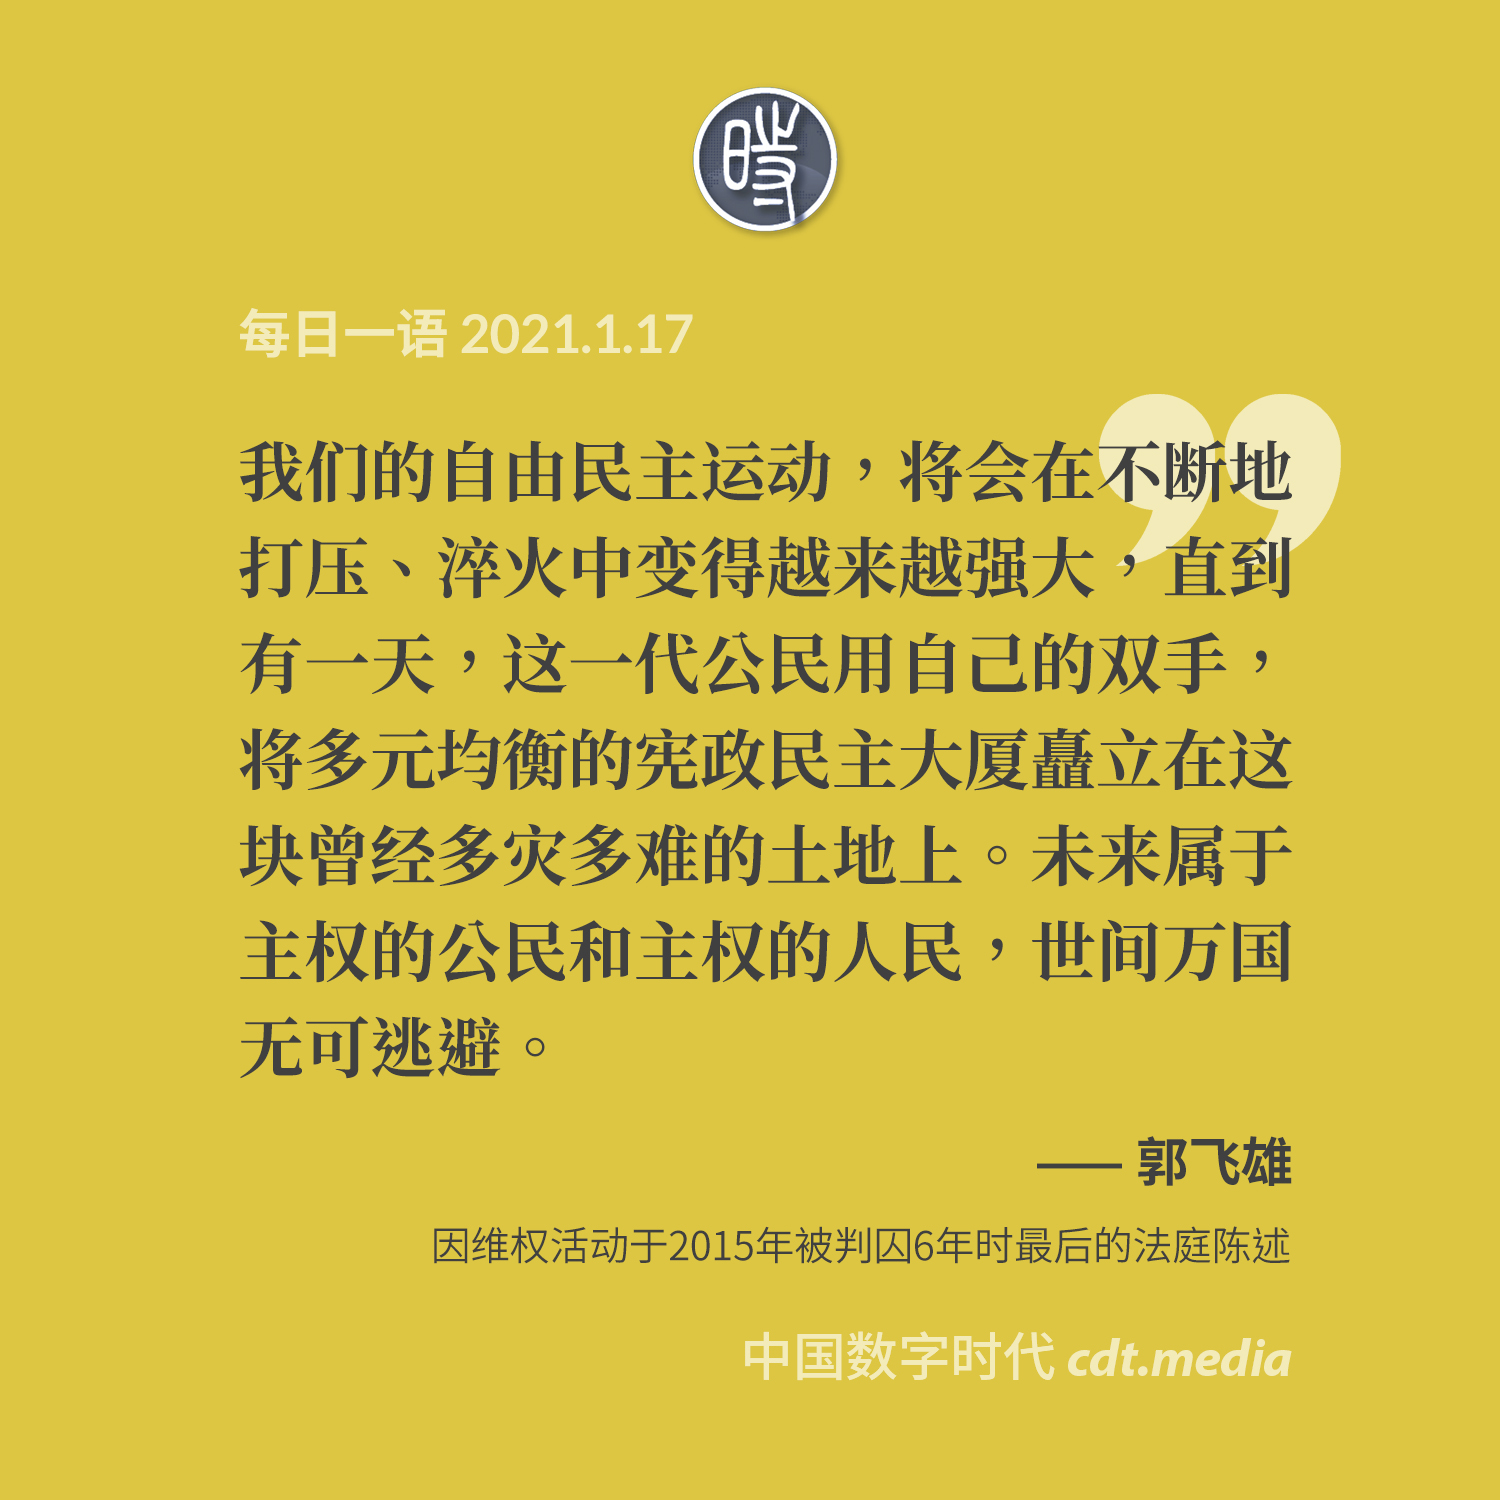 時
每日一语 2021.1.17
我们的自由民主运动，将会在不断地
打压、淬火中变得越来越强大，直到
有一天，这一代公民用自己的双手，
将多元均衡的宪政民主大厦矗立在这
块曾经多灾多难的土地上。未来属于
主权的公民和主权的人民，世间万国
无可逃避。
—— 郭飞雄
因维权活动于2015年被判囚6年时最后的法庭陈述
中国数字时代 cdt.media